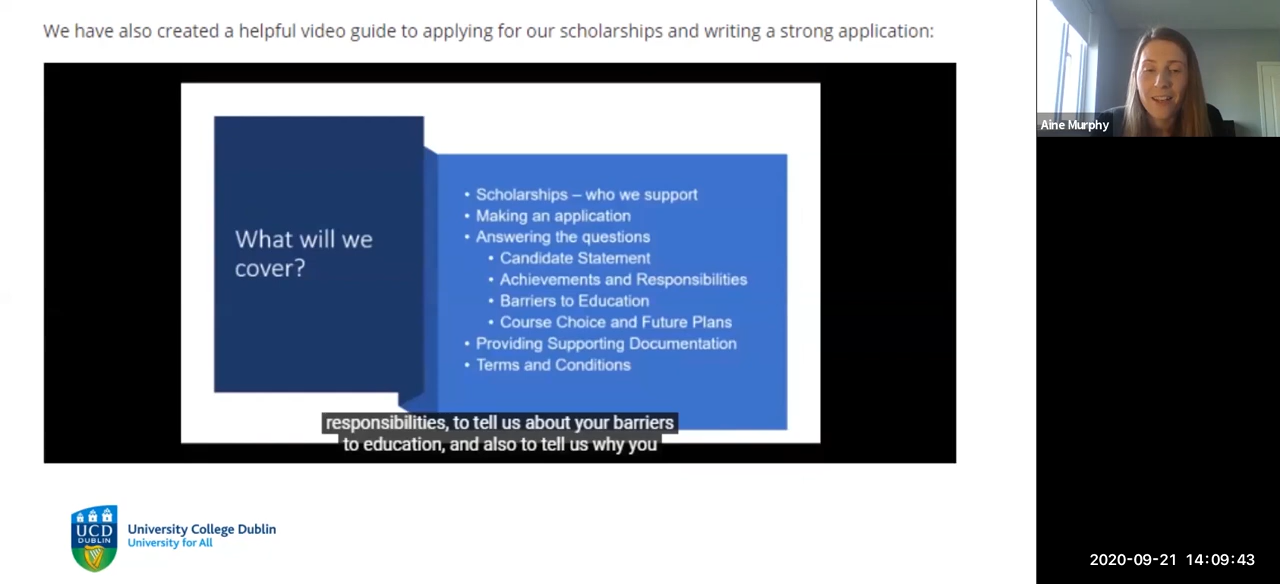 We have also created a helpful video guide to applying for our scholarships and writing a strong application:
What will we
cover?
• Scholarships – who we support
• Making an application
• Answering the questions
• Candidate Statement
• Achievements and Responsibilities
• Barriers to Education
• Course Choice and Future Plans
• Providing Supporting Documentation
• Terms and Conditions
responsibilities, to tell us about your barriers
to education, and also to tell us why you
UCD
DUBLIN
University College Dublin
University for All
Aine Murphy
2020-09-21 14:09:43